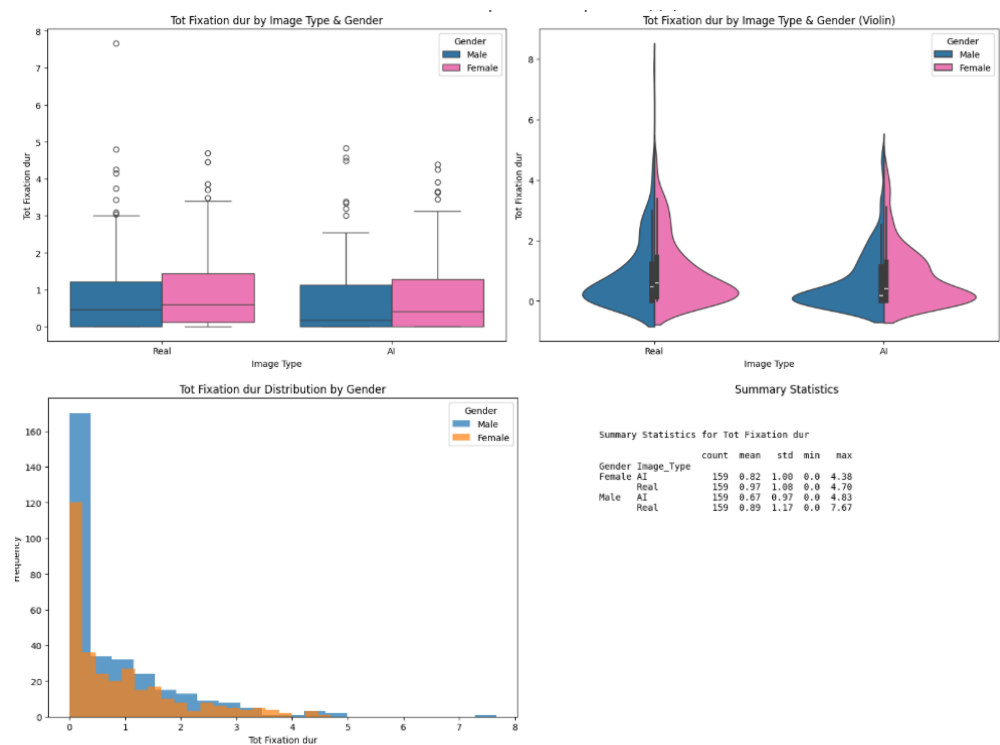 Tot Fixation dur by Image Type & Gender
8
7
6
5
4
3
2
1
0
Tot Fixation dur
Gender
Male
Female
Real
AI
Image Type
Tot Fixation dur by Image Type & Gender (Violin)
8
6
4
2
0
Tot Fixation dur
Gender
Male
Female
Real
AI
Image Type
Tot Fixation dur Distribution by Gender
160
140
120
100
80
60
40
20
0
Frequency
Gender
Male
Female
0 1 2 3 4 5 6 7 8
Tot Fixation dur
Summary Statistics
Summary Statistics for Tot Fixation dur
count mean std min max
Gender Image_Type
Female AI 159 0.82 1.00 0.0 4.38
Real 159 0.97 1.08 0.0 4.70
Male AI 159 0.67 0.97 0.0 4.83
Real 159 0.89 1.17 0.0 7.67